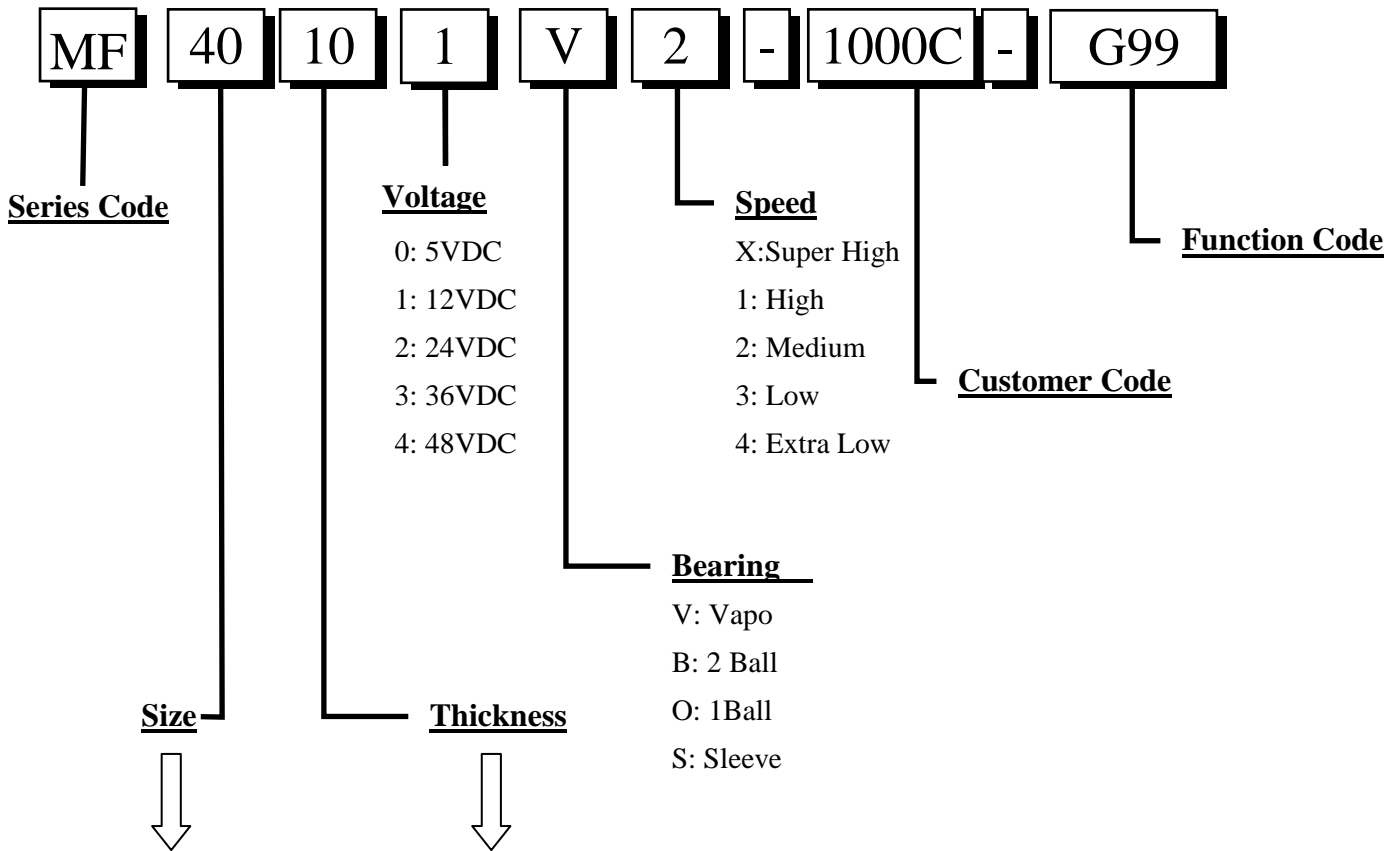 MF 40 10 1 V 2 - 1000C - G99
Series Code
Voltage
0: 5VDC
1: 12VDC
2: 24VDC
3: 36VDC
4: 48VDC
Speed
X:Super High
1: High
2: Medium
3: Low
4: Extra Low
Function Code
Customer Code
Bearing
V: Vapo
B: 2 Ball
O: 1Ball
S: Sleeve
Size
Thickness